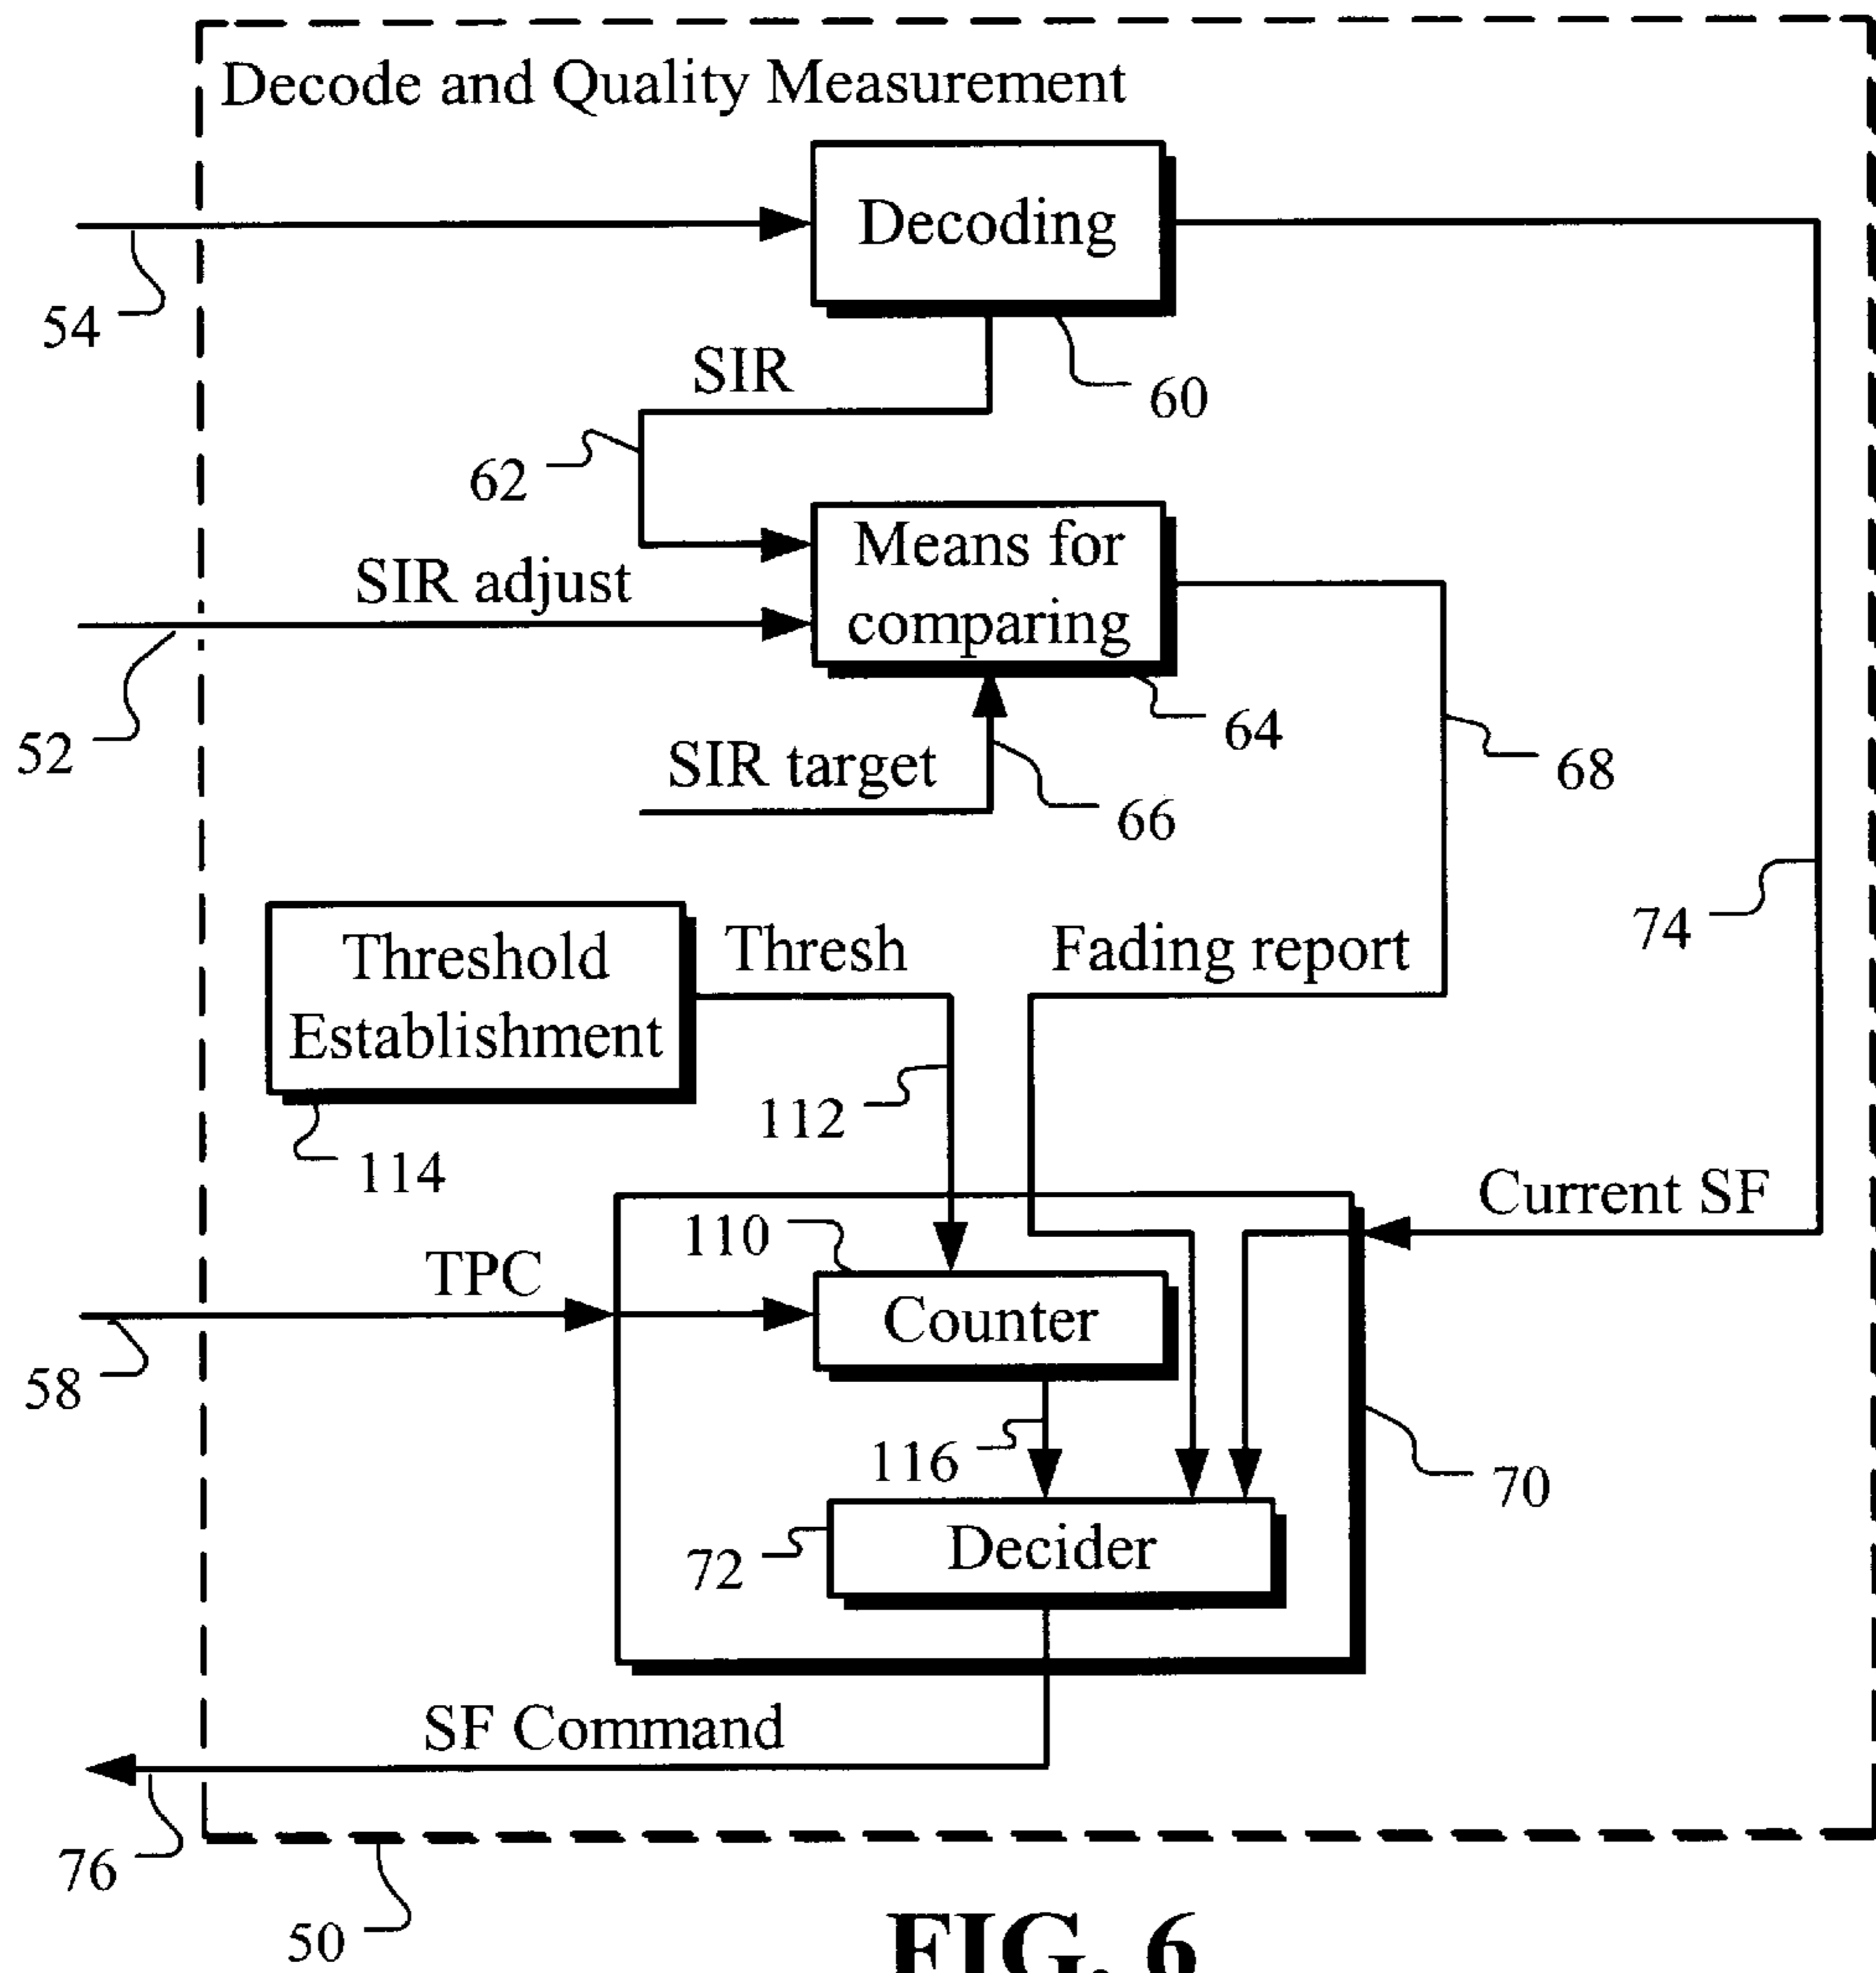 Decode and Quality Measurement
Decoding
54
SIR
60
62
Means for
comparing
SIR adjust
52
64
SIR target
68
66
74
Threshold
Establishment
Thresh
Fading report
112
114
Current SF
110
TPC
Counter
58
116
70
Decider
72
SF Command
76
50
FIG. 6